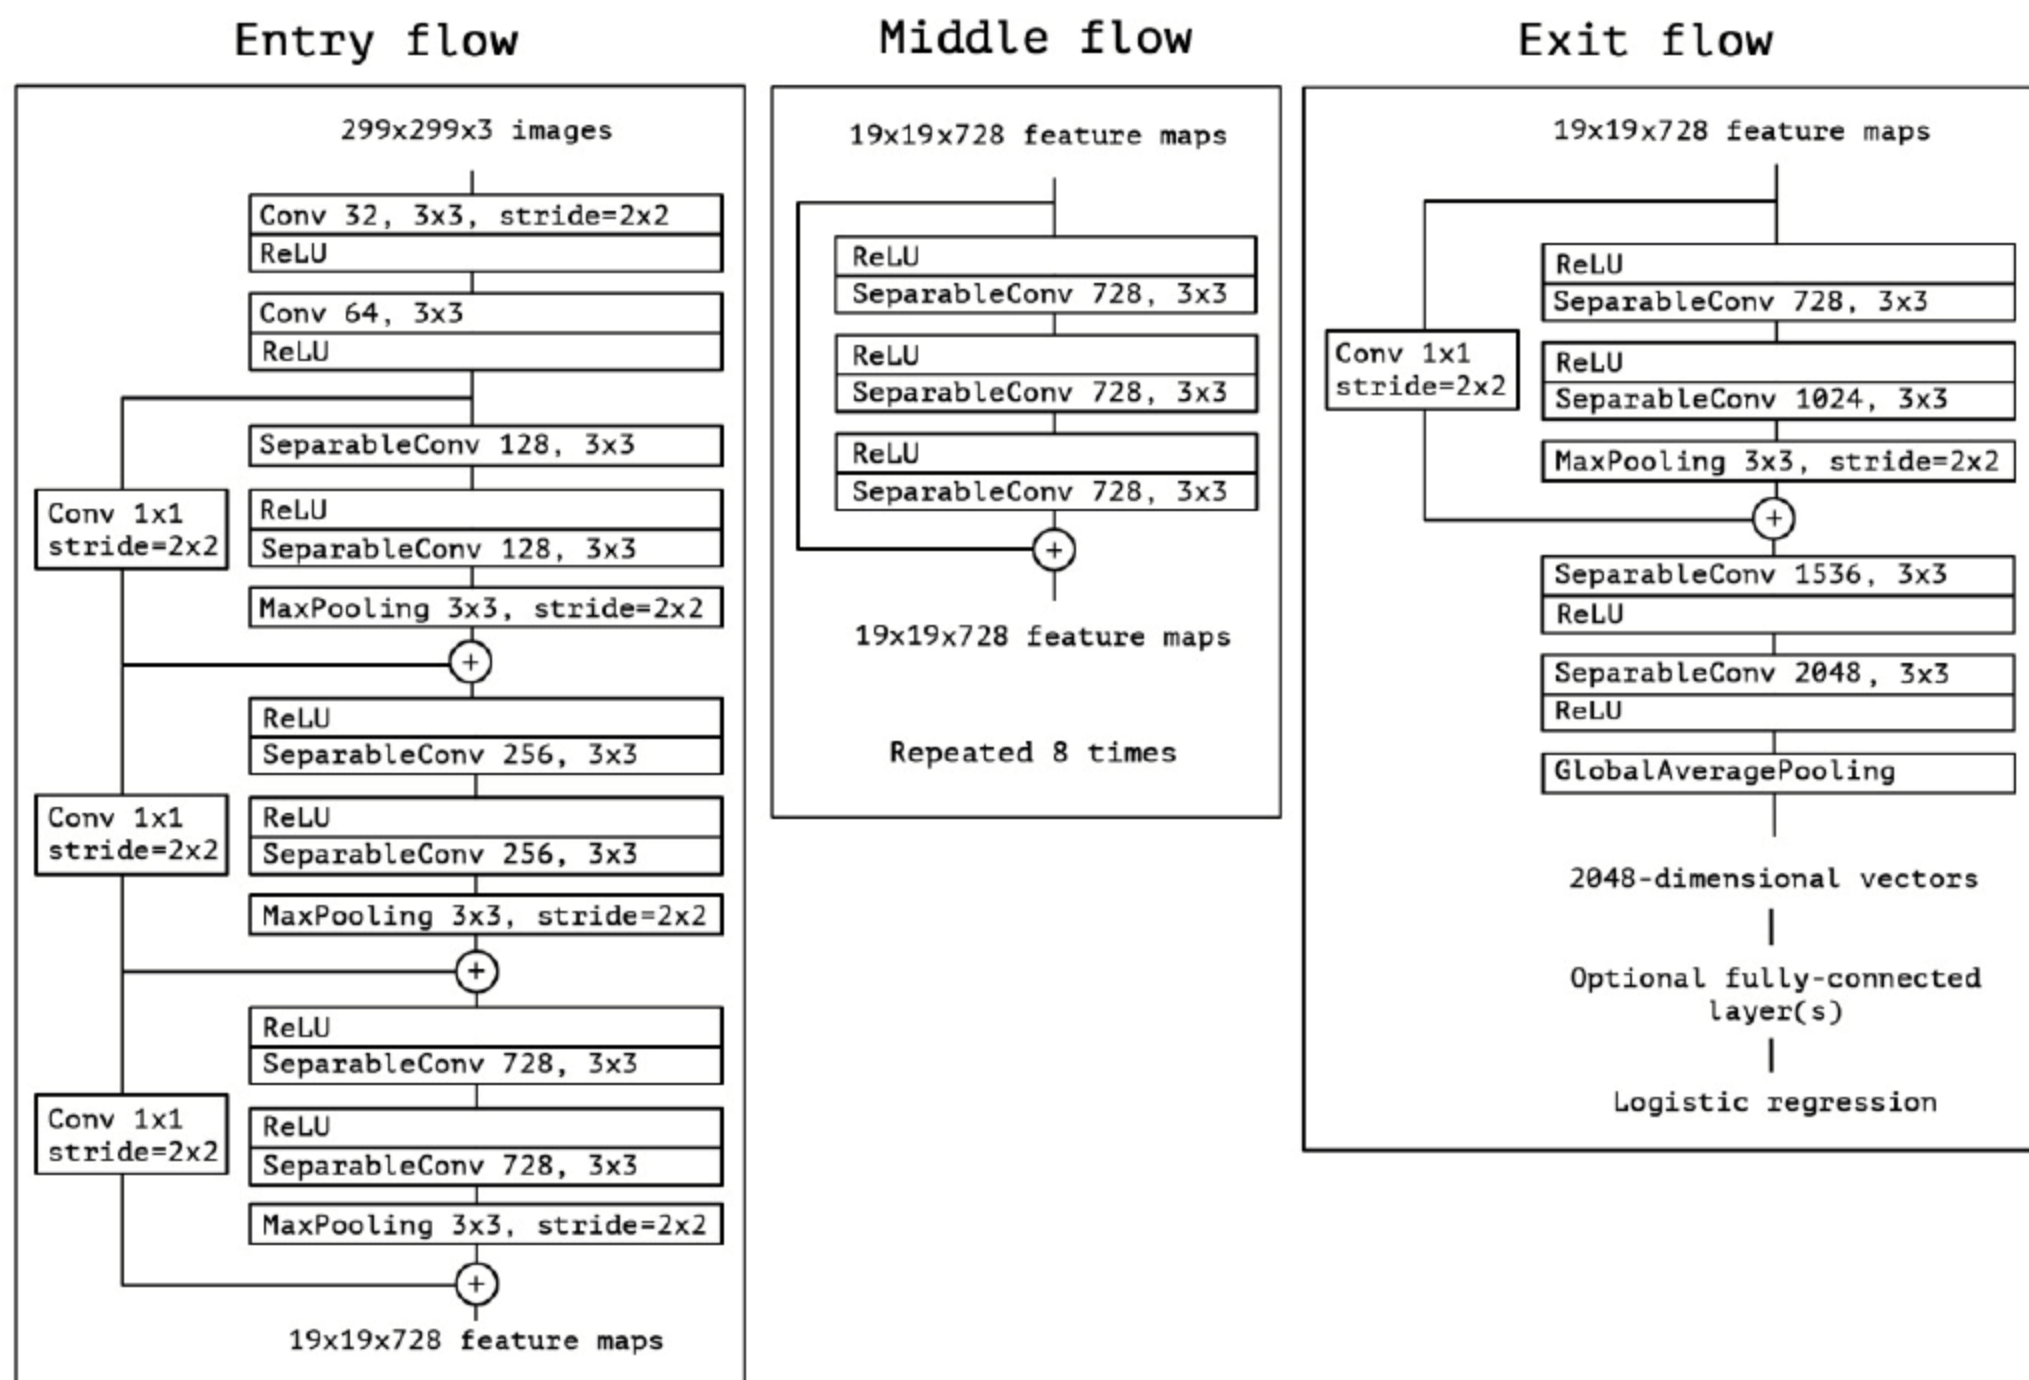 Entry flow
299x299x3 images
Conv 32, 3x3, stride=2x2
ReLU
Conv 64, 3x3
ReLU
SeparableConv 128, 3x3
Conv 1x1
stride=2x2
ReLU
SeparableConv 128, 3x3
MaxPooling 3x3, stride=2x2
+
ReLU
SeparableConv 256, 3x3
Conv 1x1
stride=2x2
ReLU
SeparableConv 256, 3x3
MaxPooling 3x3, stride=2x2
+
ReLU
SeparableConv 728, 3x3
Conv 1x1
stride=2x2
ReLU
SeparableConv 728, 3x3
MaxPooling 3x3, stride=2x2
+
19x19x728 feature maps
Middle flow
19x19x728 feature maps
ReLU
SeparableConv 728, 3x3
ReLU
SeparableConv 728, 3x3
ReLU
SeparableConv 728, 3x3
+
19x19x728 feature maps
Repeated 8 times
Exit flow
19x19x728 feature maps
ReLU
SeparableConv 728, 3x3
Conv 1x1
stride=2x2
ReLU
SeparableConv 1024, 3x3
MaxPooling 3x3, stride=2x2
+
SeparableConv 1536, 3x3
ReLU
SeparableConv 2048, 3x3
ReLU
GlobalAveragePooling
2048-dimensional vectors
Optional fully-connected
layer(s)
Logistic regression